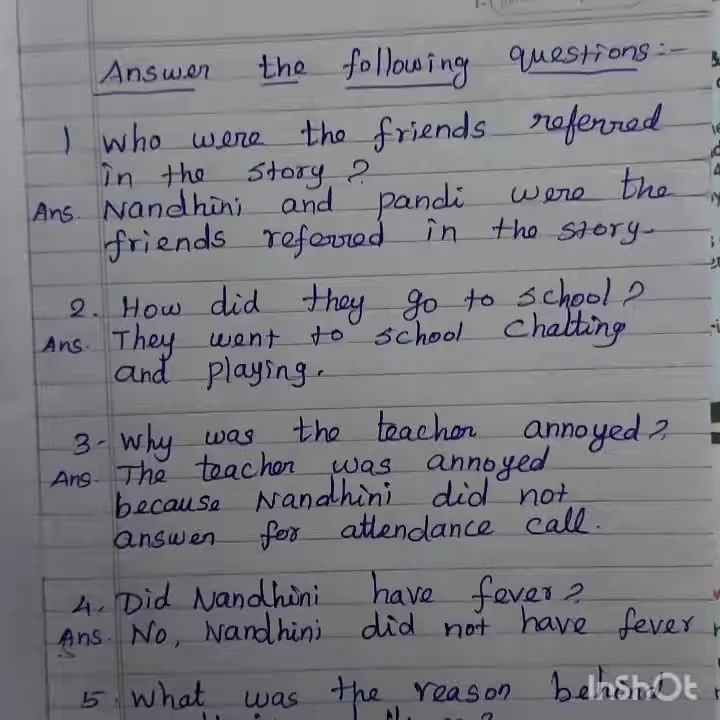 Answer the following questions:-
1 Who were the friends referred
in the story?
Ans. Nandhini and pandi were the
friends referred in the story.
2. How did they go to school?
Ans. They went to school chatting
and playing.
3- Why was the teacher annoyed?
Ans. The teacher was annoyed
because Nandhini did not
answer for attendance call.
4. Did Nandhini have fever?
Ans. No, Nandhini did not have fever
5. What was the reason behind
InShOt